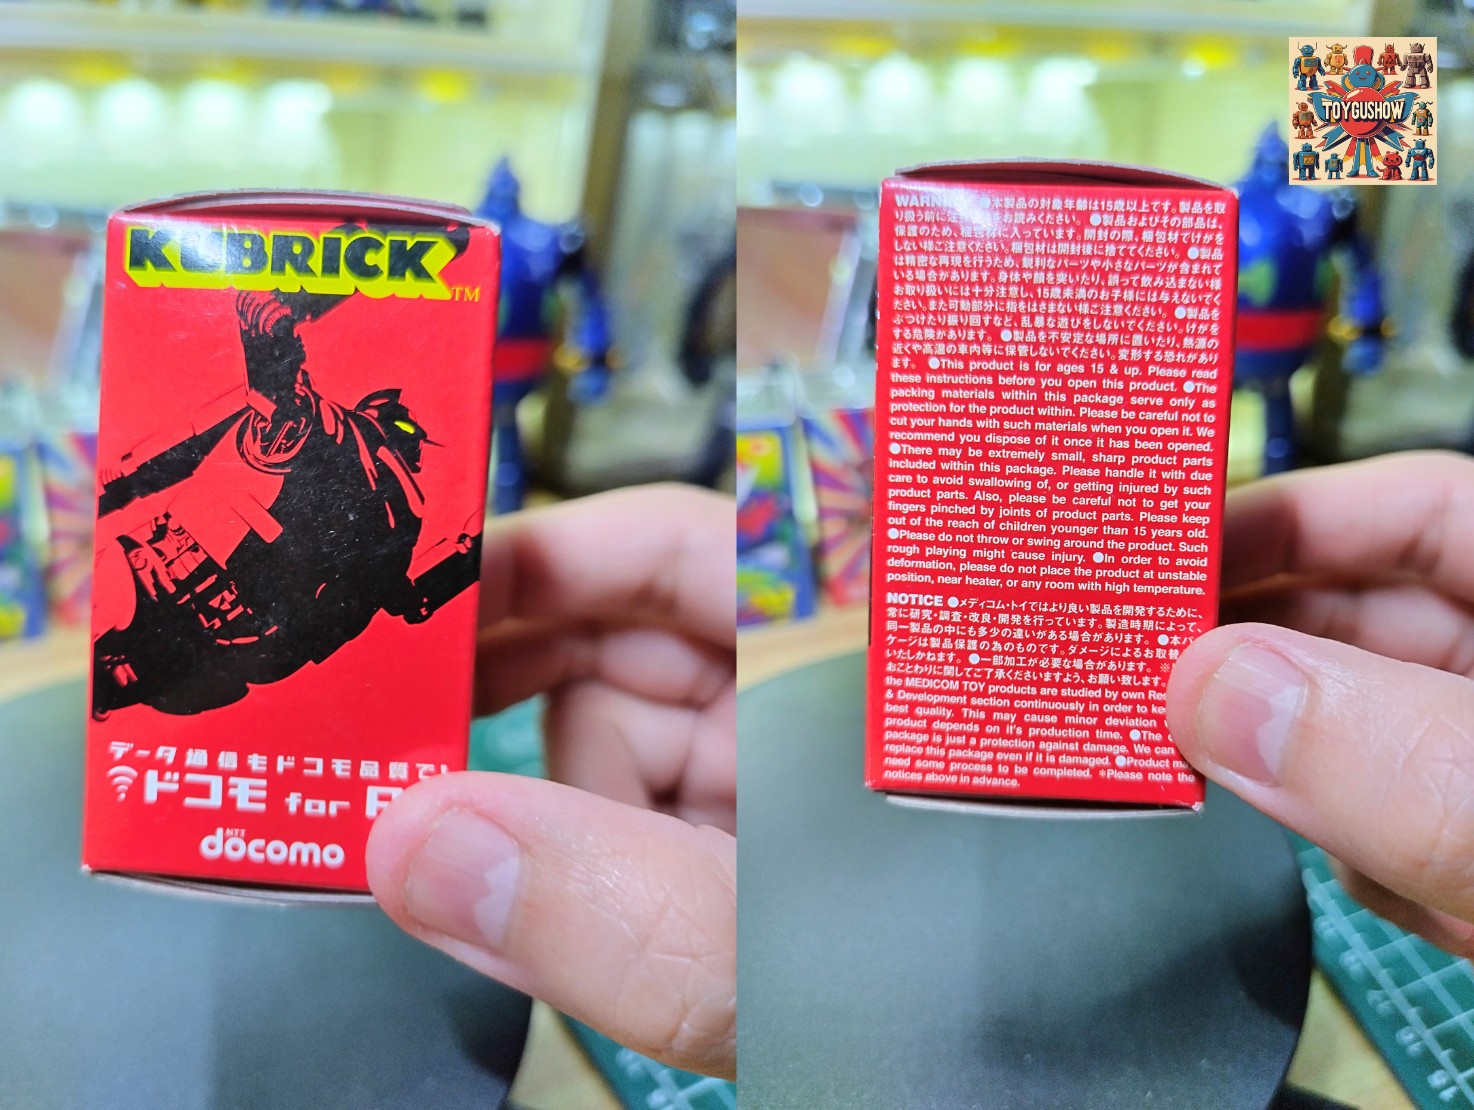 KUBRICK
TM
データ通信もドコモ品質で!
ドコモ for
NTT
docomo
TOYGUSHOW
●本製品の対象年齢は15歳以上です。製品を取
り扱う前に注意をお読みください。●製品およびその部品は、
保護のため、梱包材に入っています。開封の際、梱包材でけがを
しない様ご注意ください。梱包材は開封後に捨ててください。●製品
は精密な再現を行うため、鋭利なパーツや小さなパーツが含まれて
いる場合があります。身体や顔を突いたり、誤って飲み込まない様
お取り扱いには十分注意し、15歳未満のお子様には与えないでく
ださい。また可動部分に指をはさまない様ご注意ください。●製品を
ぶつけたり振り回すなど、乱暴な遊びをしないでください。けがを
する危険があります。●製品を不安定な場所に置いたり、熱源の
近くや高温の車内等に保管しないでください。変形する恐れがあり
ます。●This product is for ages 15 & up. Please read
these instructions before you open this product. ●The
packing materials within this package serve only as
protection for the product within. Please be careful not to
cut your hands with such materials when you open it. We
recommend you dispose of it once it has been opened.
●There may be extremely small, sharp product parts
included within this package. Please handle it with due
care to avoid swallowing of, or getting injured by such
product parts. Also, please be careful not to get your
fingers pinched by joints of product parts. Please keep
out of the reach of children younger than 15 years old.
●Please do not throw or swing around the product. Such
rough playing might cause injury. ●In order to avoid
deformation, please do not place the product at unstable
position, near heater, or any room with high temperature.
NOTICE ●メディコム・トイではより良い製品を開発するために、
常に研究・調査・改良・開発を行っています。製造時期によって、
同一製品の中にも多少の違いがある場合があります。●本パ
ケージは製品保護の為のものです。ダメージによるお取替
いたしかねます。●一部加工が必要な場合があります。※
おことわりに関してご了承くださいますよう、お願い致します。
the MEDICOM TOY products are studied by own
& Development section continuously in order to
best quality. This may cause minor deviation
product depends on it's production time. ●The
package is just a protection against damage. We can
replace this package even if it is damaged. ●Product
need some process to be completed. *Please note the
notices above in advance.